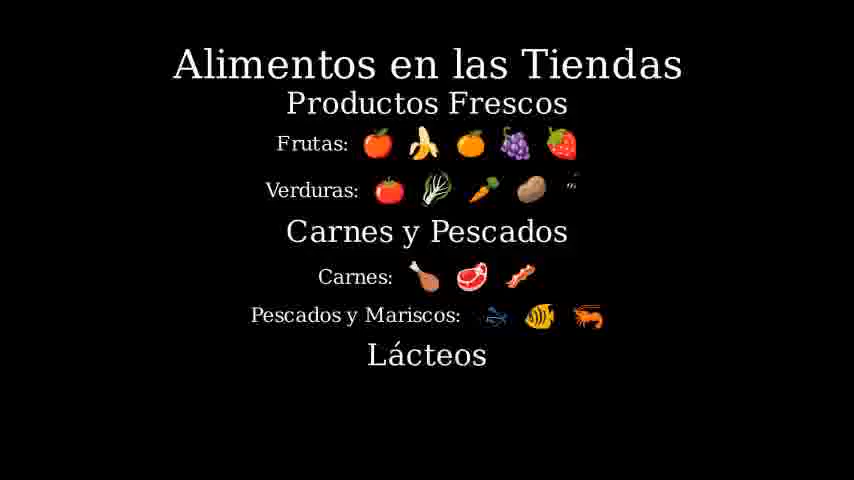 Alimentos en las Tiendas
Productos Frescos
Frutas:
Verduras:
Carnes y Pescados
Carnes:
Pescados y Mariscos:
Lácteos